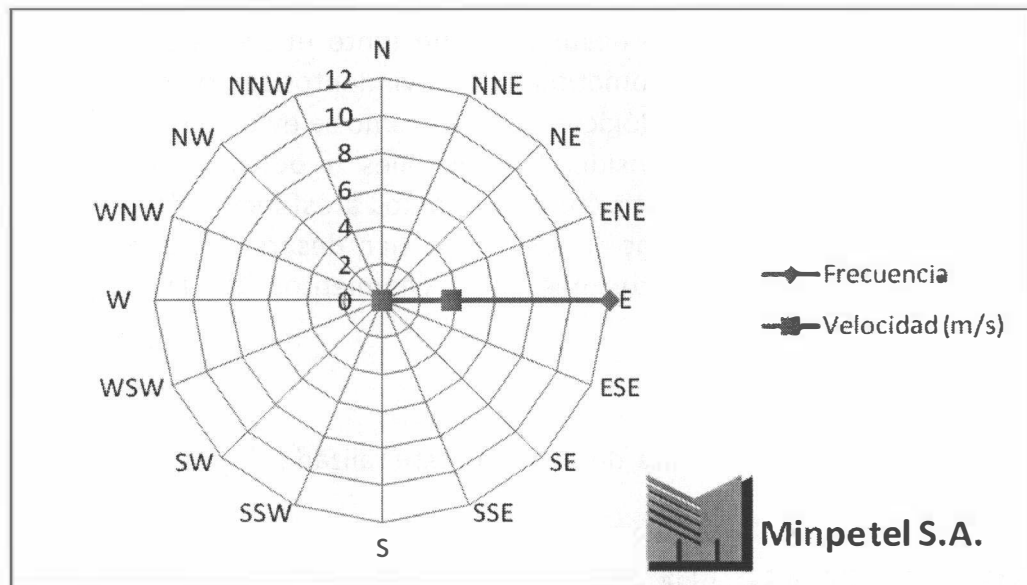 N
NNW
NNE
NW
NE
WNW
ENE
W
E
WSW
ESE
SW
SE
SSW
SSE
S
12
10
8
6
4
2
0
Frecuencia
Velocidad (m/s)
Minpetel S.A.